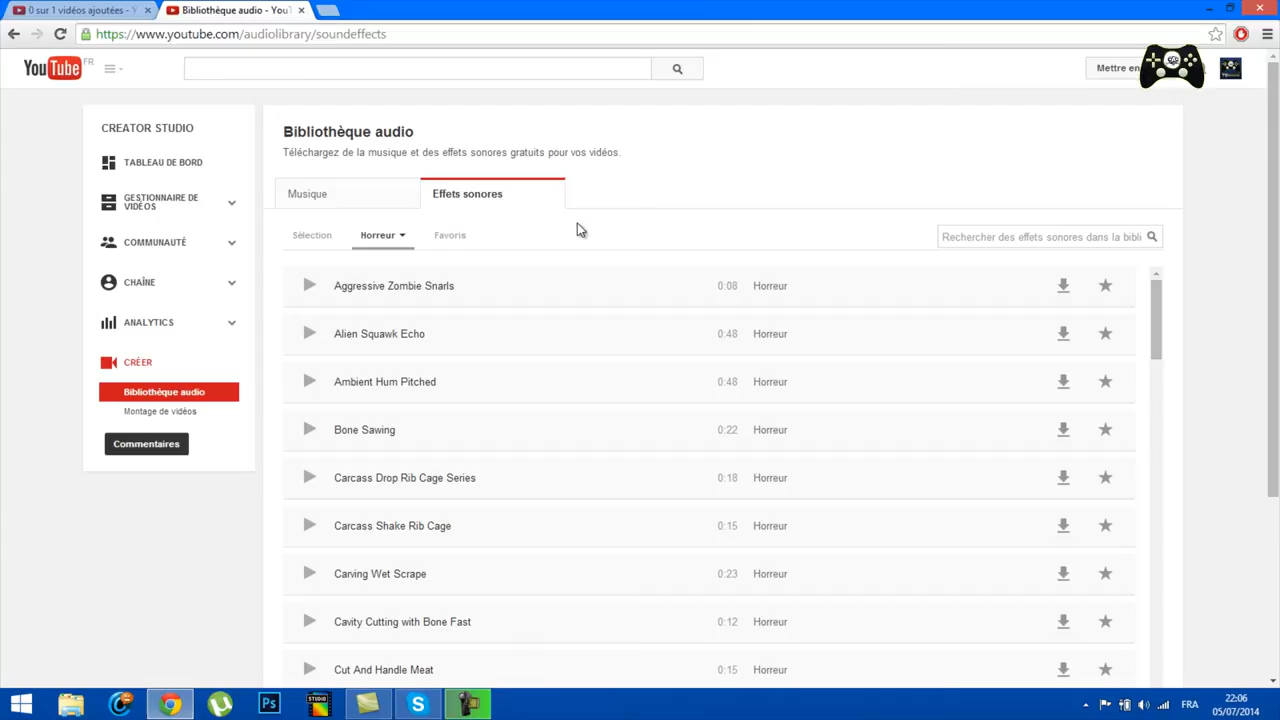 0 sur 1 vidéos ajoutées - Y
Bibliothèque audio - You
https://www.youtube.com/audiolibrary/soundeffects
YouTube FR
Mettre en
CREATOR STUDIO
TABLEAU DE BORD
GESTIONNAIRE DE
VIDÉOS
COMMUNAUTÉ
CHAÎNE
ANALYTICS
CRÉER
Bibliothèque audio
Montage de vidéos
Commentaires
Bibliothèque audio
Téléchargez de la musique et des effets sonores gratuits pour vos vidéos.
Musique
Effets sonores
Sélection
Horreur
Favoris
Rechercher des effets sonores dans la bibli
Aggressive Zombie Snarls 0:08 Horreur
Alien Squawk Echo 0:48 Horreur
Ambient Hum Pitched 0:48 Horreur
Bone Sawing 0:22 Horreur
Carcass Drop Rib Cage Series 0:18 Horreur
Carcass Shake Rib Cage 0:15 Horreur
Carving Wet Scrape 0:23 Horreur
Cavity Cutting with Bone Fast 0:12 Horreur
Cut And Handle Meat 0:15 Horreur
Ps
STUDIO
FRA
22:06
05/07/2014